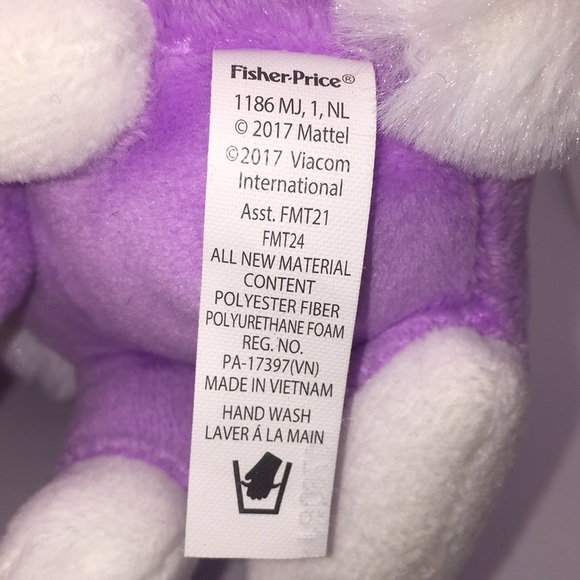 Fisher-Price®
1186 MJ, 1, NL
© 2017 Mattel
©2017 Viacom
International
Asst. FMT21
FMT24
ALL NEW MATERIAL
CONTENT
POLYESTER FIBER
POLYURETHANE FOAM
REG. NO.
PA-17397(VN)
MADE IN VIETNAM
HAND WASH
LAVER Á LA MAIN